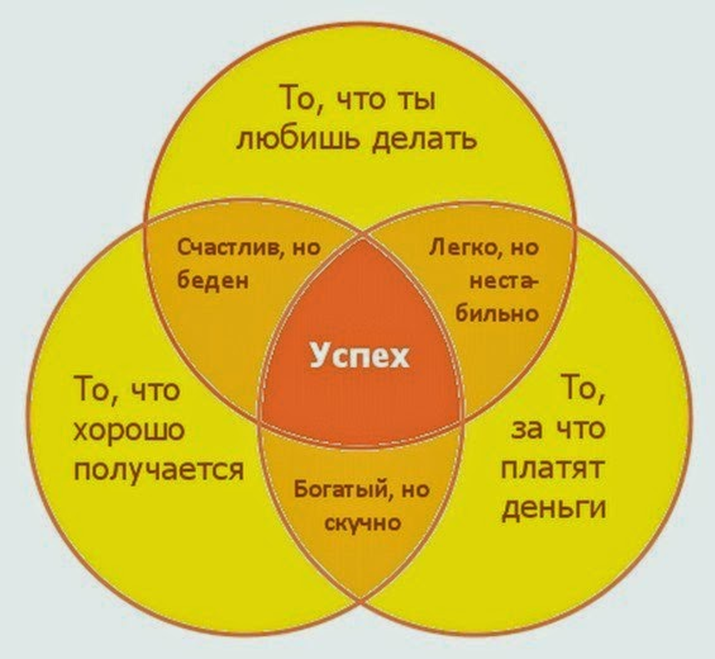 То, что ты
любишь делать
Счастлив, но
беден
Легко, но
неста-
бильно
Успех
То, что
хорошо
получается
То,
за что
платят
деньги
Богатый, но
скучно